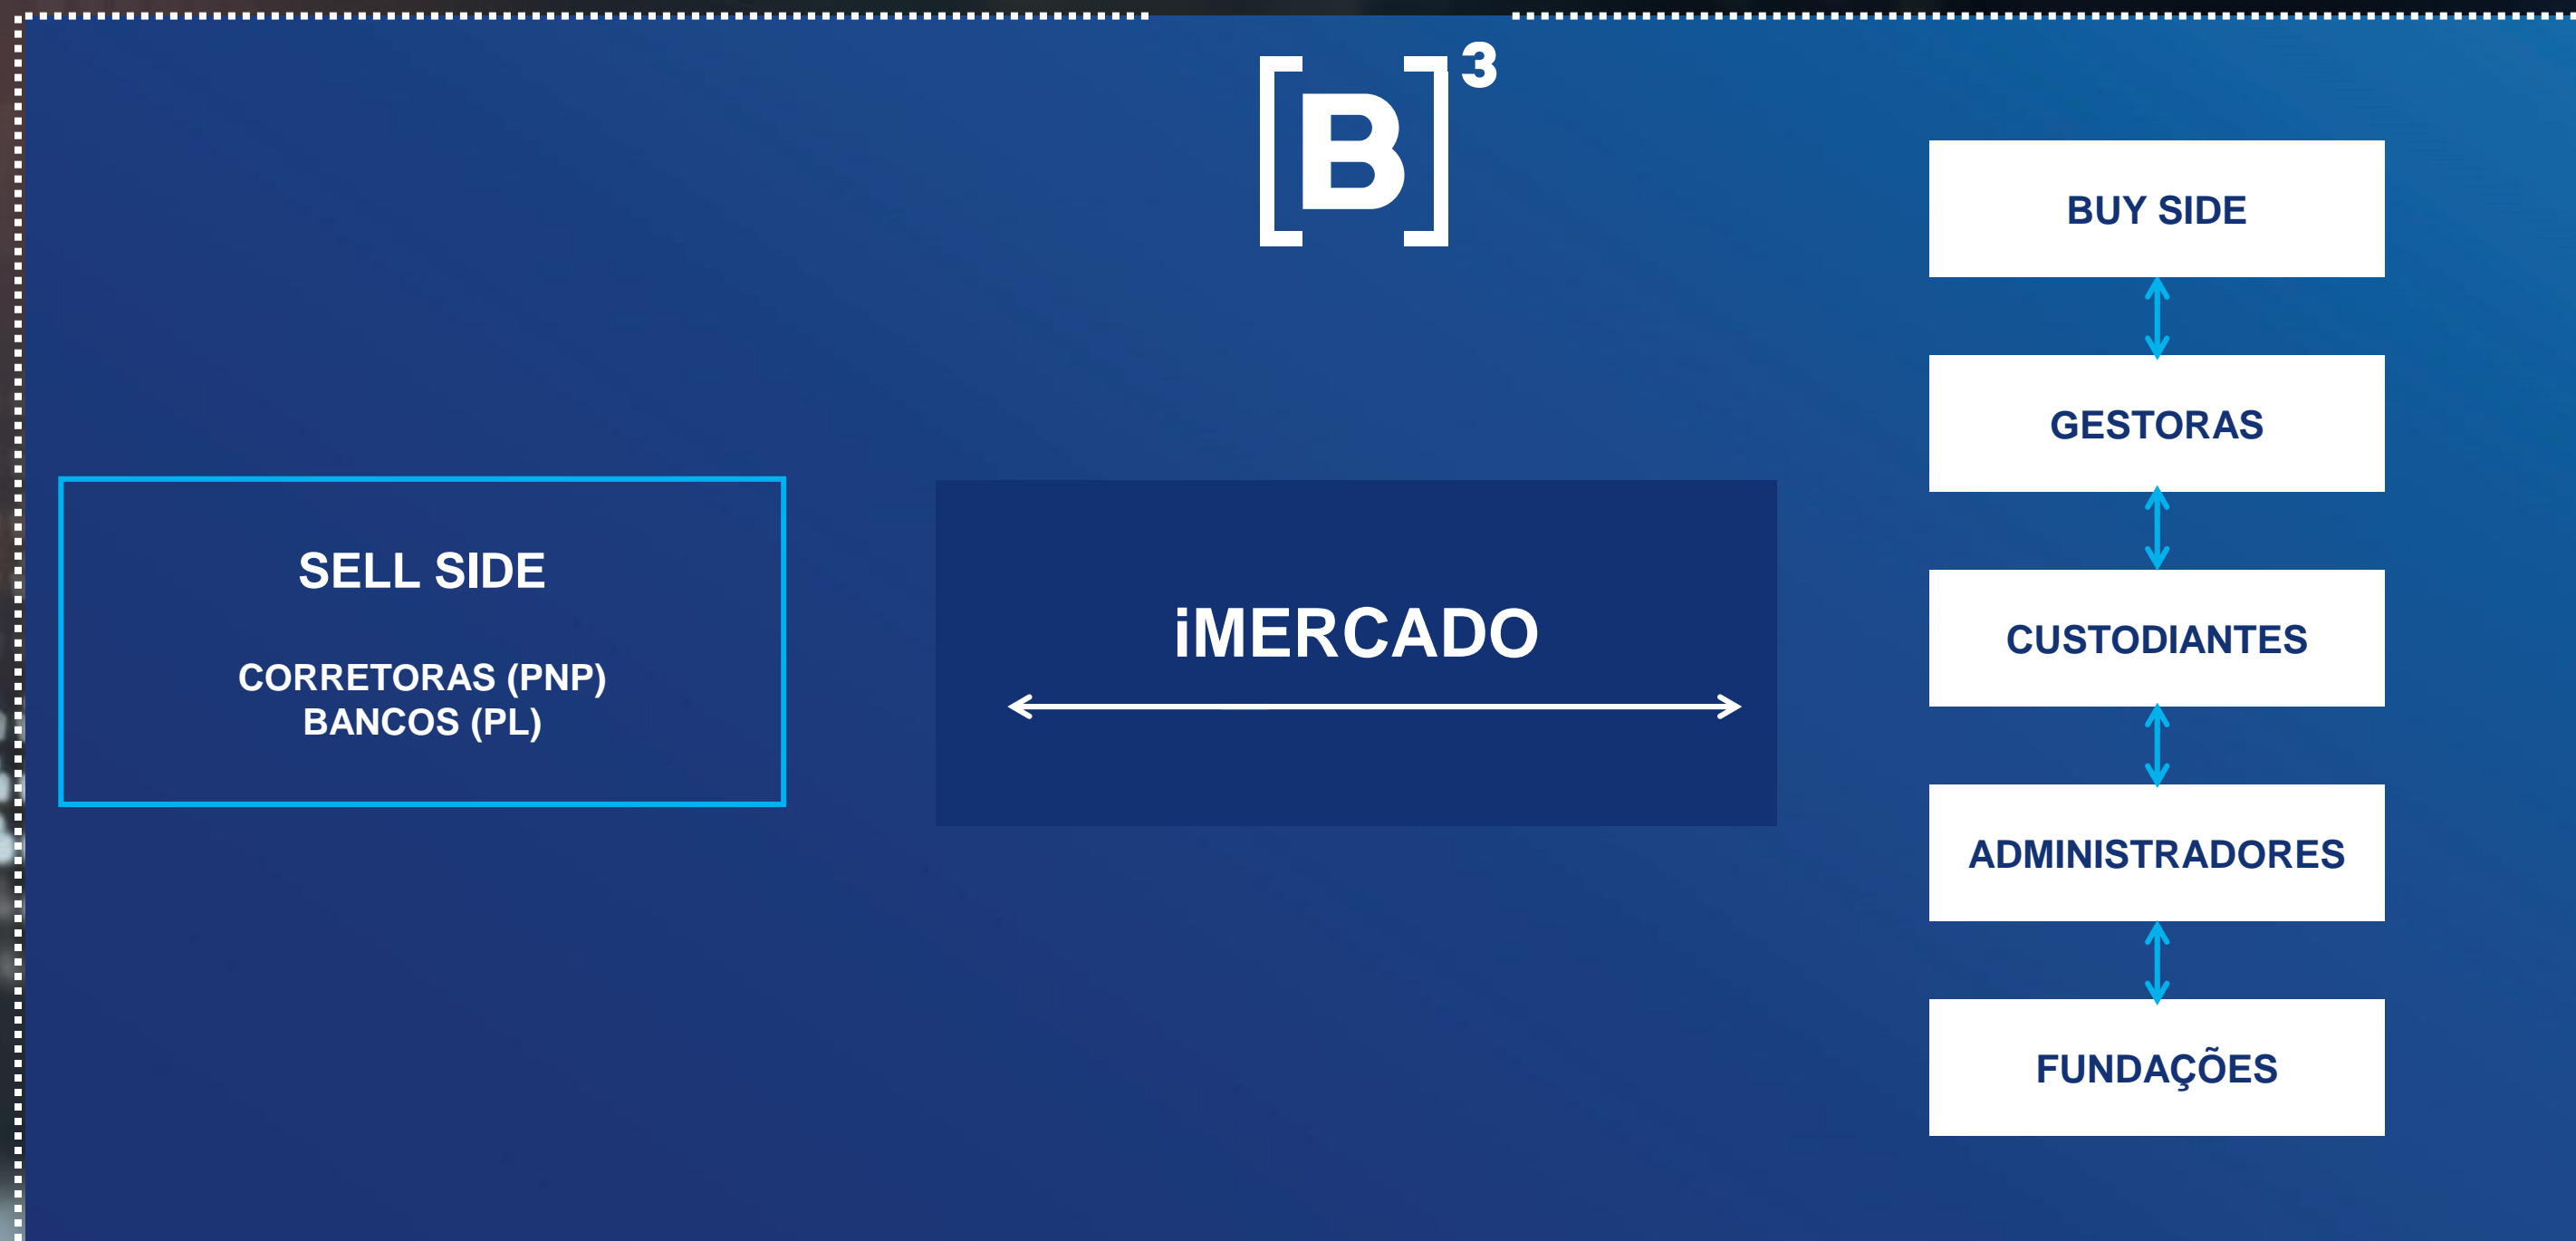 [B]³
SELL SIDE
CORRETORAS (PNP)
BANCOS (PL)
iMERCADO
BUY SIDE
GESTORAS
CUSTODIANTES
ADMINISTRADORES
FUNDAÇÕES